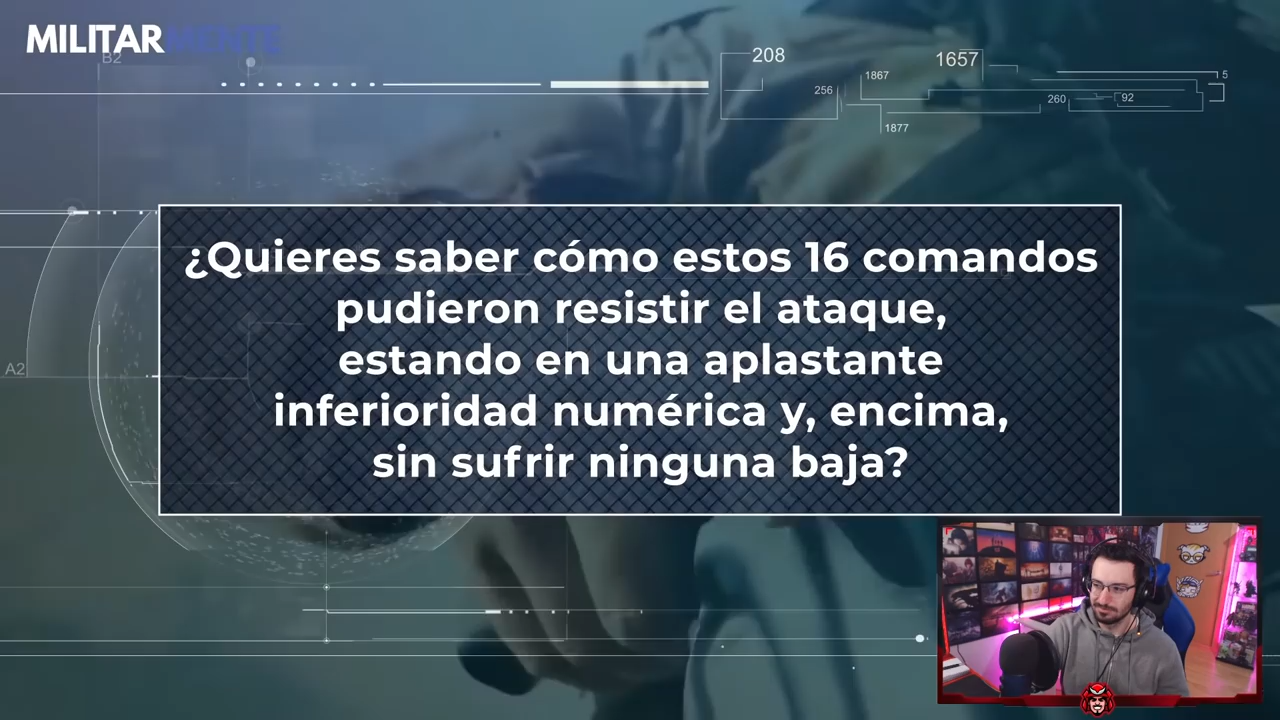 MILITARMENTE
B2
208
1657
1867
5
256
260
92
1877
¿Quieres saber cómo estos 16 comandos
pudieron resistir el ataque,
estando en una aplastante
inferioridad numérica y, encima,
sin sufrir ninguna baja?
A2